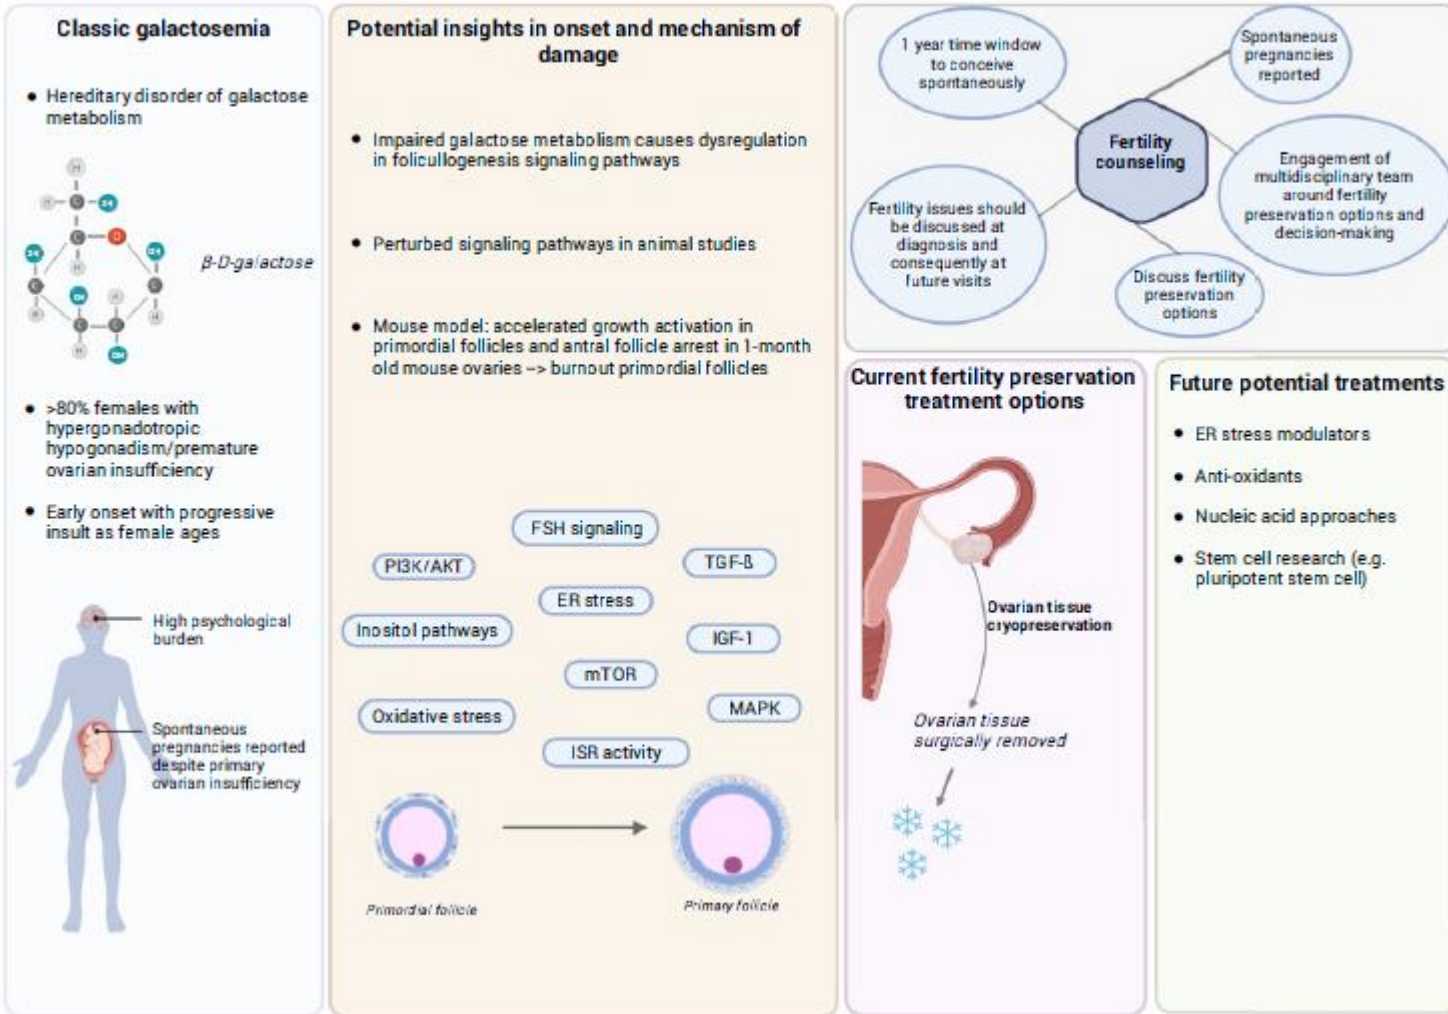 Classic galactosemia
● Hereditary disorder of galactose
metabolism
H
H
C
OH
C
O
OH
OH
H
C
OH
H
C
H
C
C
H
H
OH
β-D-galactose
● >80% females with
hypergonadotropic
hypogonadism/premature
ovarian insufficiency
● Early onset with progressive
insult as female ages
High psychological
burden
Spontaneous
pregnancies reported
despite primary
ovarian insufficiency
Potential insights in onset and mechanism of
damage
● Impaired galactose metabolism causes dysregulation
in folicullogenesis signaling pathways
● Perturbed signaling pathways in animal studies
● Mouse model: accelerated growth activation in
primordial follicles and antral follicle arrest in 1-month
old mouse ovaries –> burnout primordial follicles
FSH signaling
PI3K/AKT
TGF-ß
ER stress
Inositol pathways
IGF-1
mTOR
Oxidative stress
MAPK
ISR activity
Primordial follicle
Primary follicle
1 year time window
to conceive
spontaneously
Spontaneous
pregnancies
reported
Fertility
counseling
Engagement of
multidisciplinary team
around fertility
preservation options and
decision-making
Fertility issues should
be discussed at
diagnosis and
consequently at
future visits
Discuss fertility
preservation
options
Current fertility preservation
treatment options
Ovarian tissue
cryopreservation
Ovarian tissue
surgically removed
Future potential treatments
● ER stress modulators
● Anti-oxidants
● Nucleic acid approaches
● Stem cell research (e.g.
pluripotent stem cell)